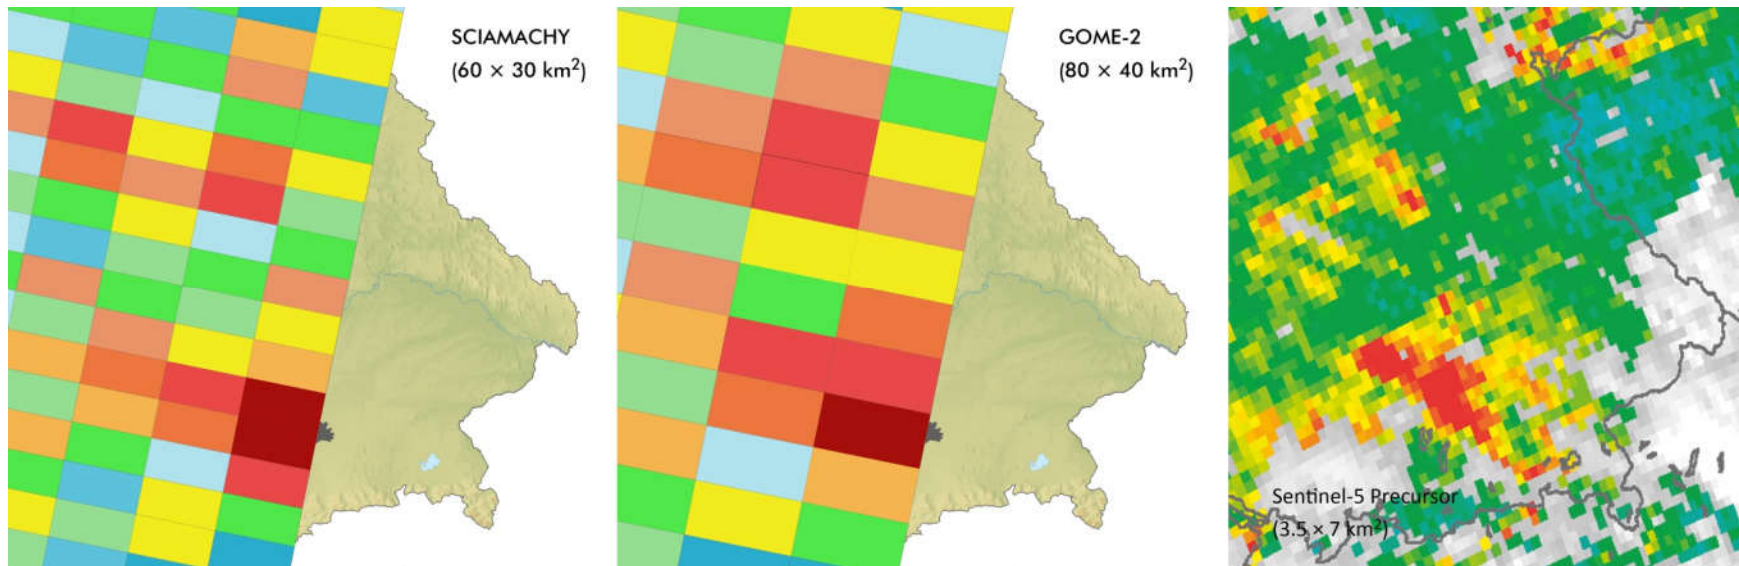 SCIAMACHY
(60 × 30 km²)
GOME-2
(80 × 40 km²)
Sentinel-5 Precursor
(3.5 × 7 km²)